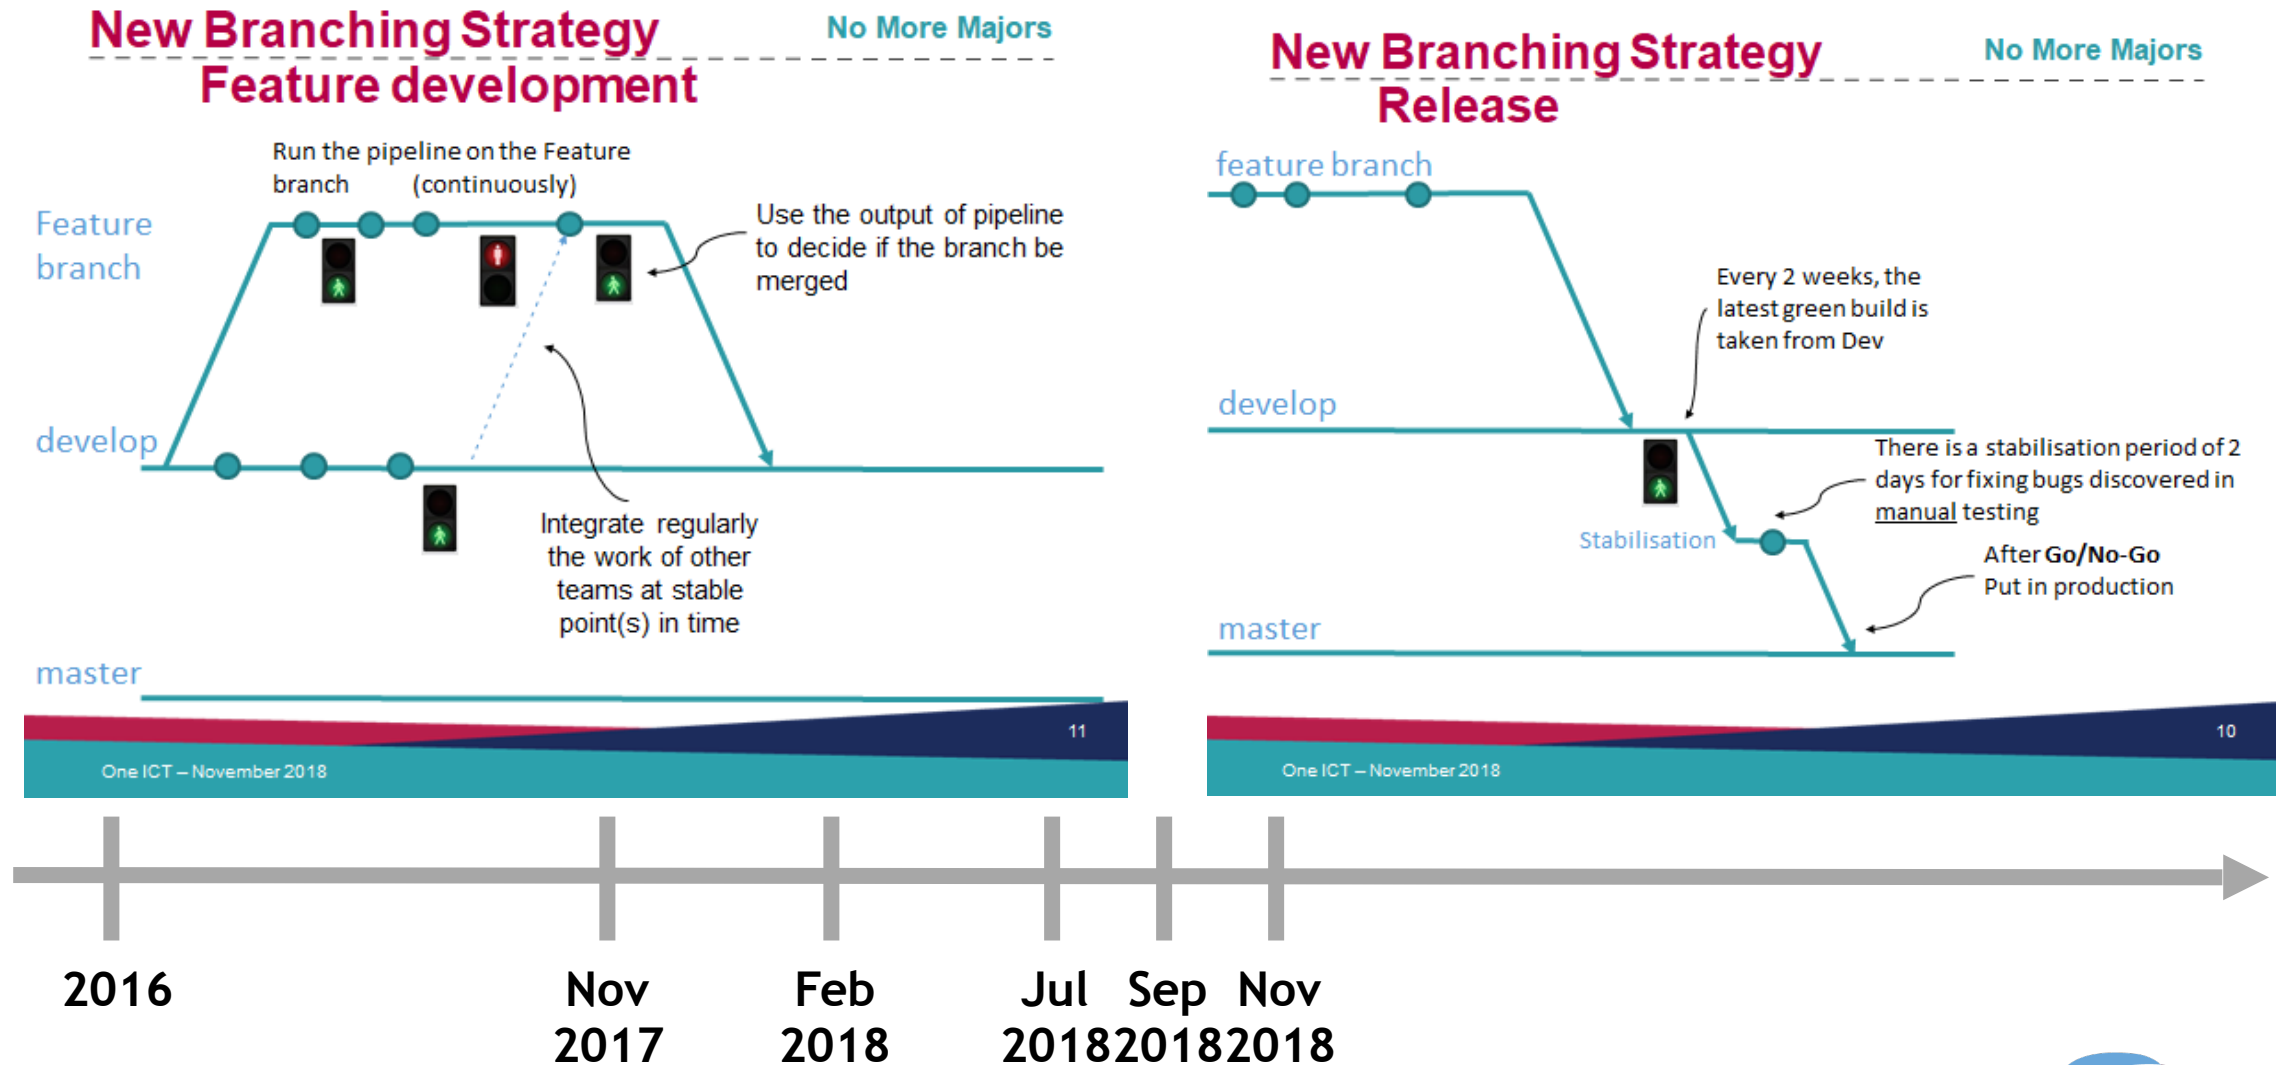 New Branching Strategy
No More Majors
Feature development
Run the pipeline on the Feature
branch (continuously)
Feature
branch
Use the output of pipeline
to decide if the branch be
merged
develop
Integrate regularly
the work of other
teams at stable
point(s) in time
master
11
One ICT – November 2018
New Branching Strategy
No More Majors
Release
feature branch
Every 2 weeks, the
latest green build is
taken from Dev
develop
There is a stabilisation period of 2
days for fixing bugs discovered in
manual testing
Stabilisation
After Go/No-Go
Put in production
master
10
One ICT – November 2018
2016
Nov
2017
Feb
2018
Jul
2018
Sep
2018
Nov
2018